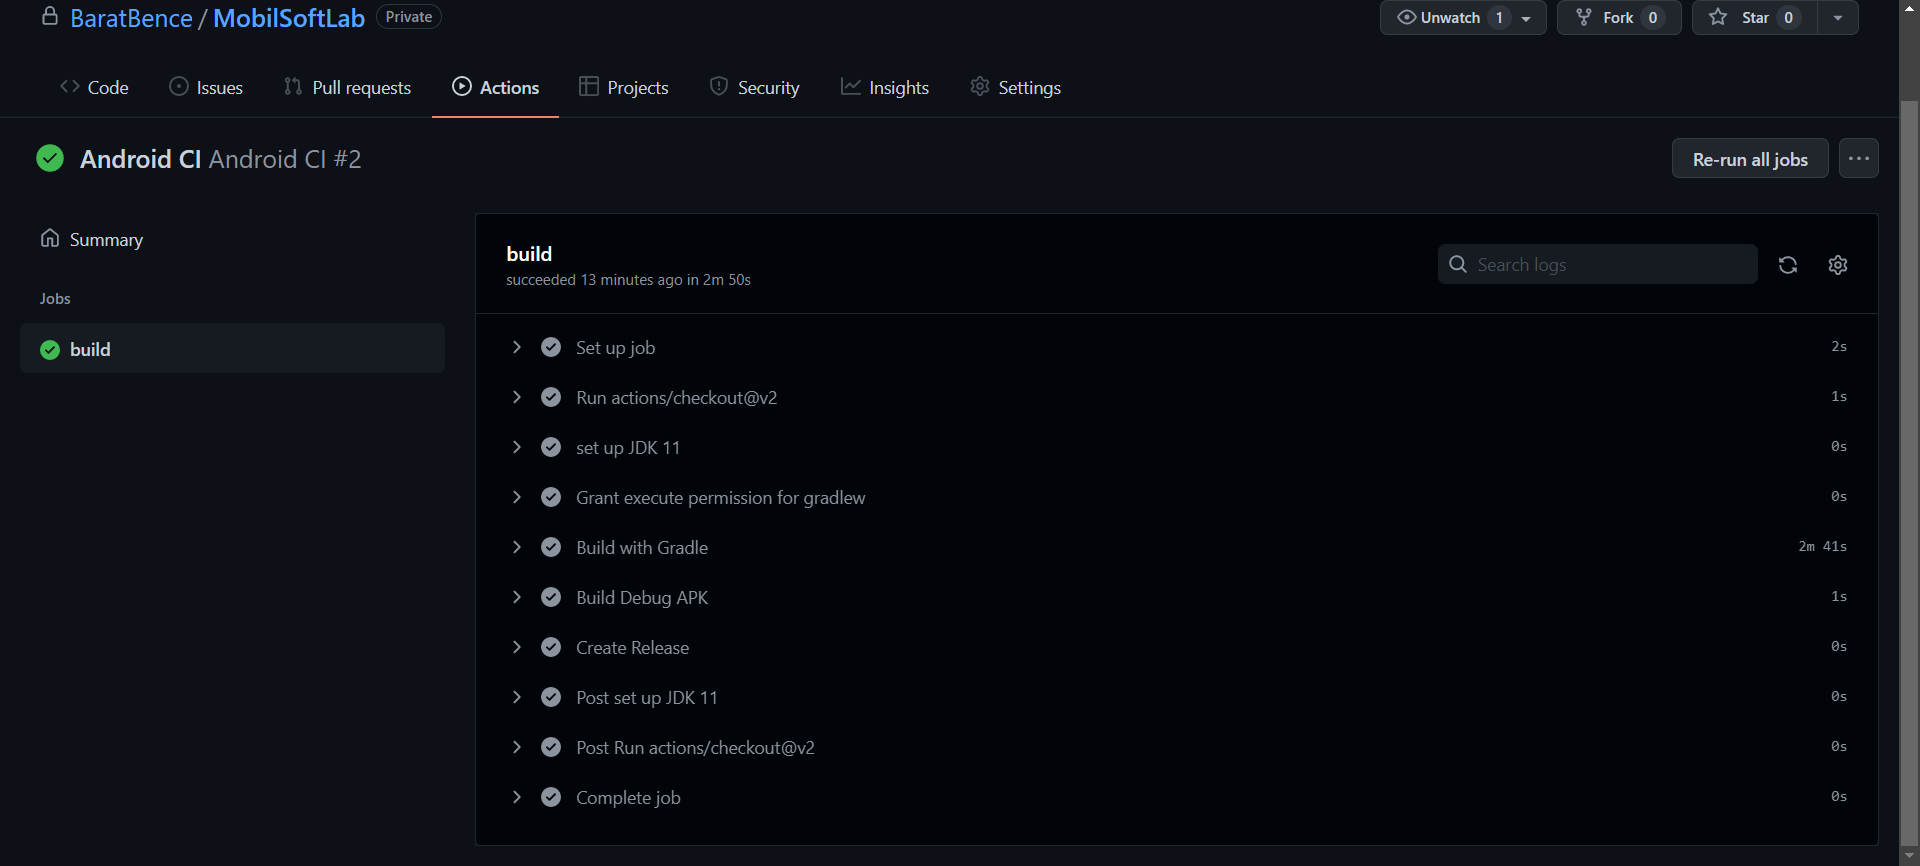 BaratBence / MobilSoftLab Private Unwatch 1 Fork 0 Star 0
Code Issues Pull requests Actions Projects Security Insights Settings
Android CI Android CI #2 Re-run all jobs
Summary
Jobs
build
build
succeeded 13 minutes ago in 2m 50s
Search logs
Set up job 2s
Run actions/checkout@v2 1s
set up JDK 11 0s
Grant execute permission for gradlew 0s
Build with Gradle 2m 41s
Build Debug APK 1s
Create Release 0s
Post set up JDK 11 0s
Post Run actions/checkout@v2 0s
Complete job 0s